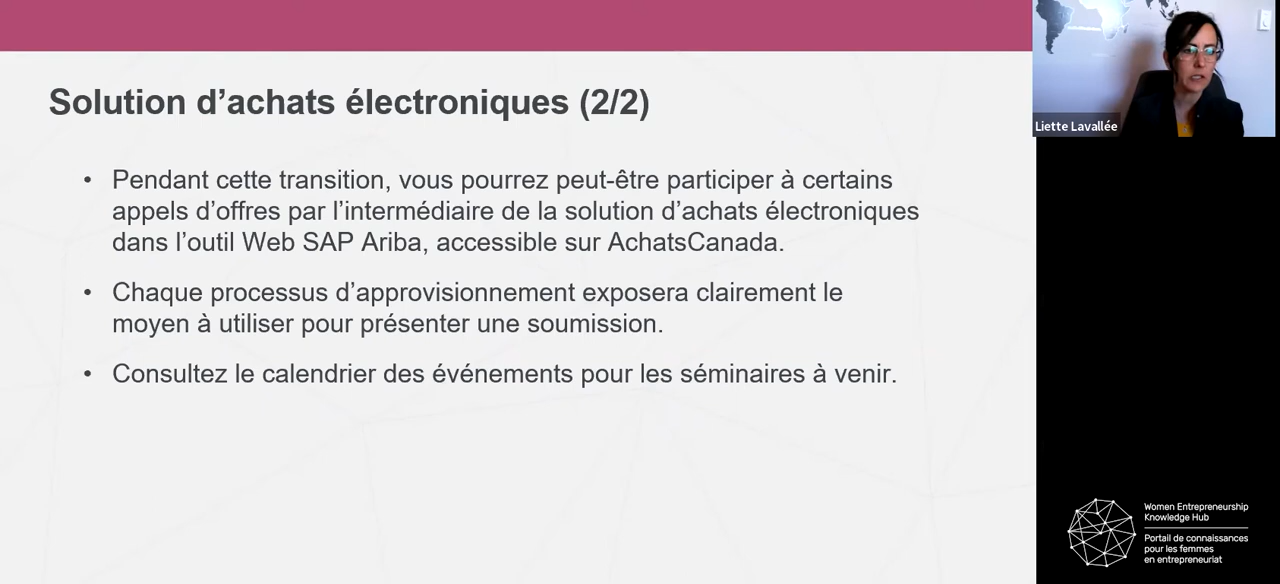 Solution d’achats électroniques (2/2)
• Pendant cette transition, vous pourrez peut-être participer à certains
appels d’offres par l’intermédiaire de la solution d’achats électroniques
dans l’outil Web SAP Ariba, accessible sur AchatsCanada.
• Chaque processus d’approvisionnement exposera clairement le
moyen à utiliser pour présenter une soumission.
• Consultez le calendrier des événements pour les séminaires à venir.
Liette Lavallée
Women Entrepreneurship
Knowledge Hub
Portail de connaissances
pour les femmes
en entrepreneuriat